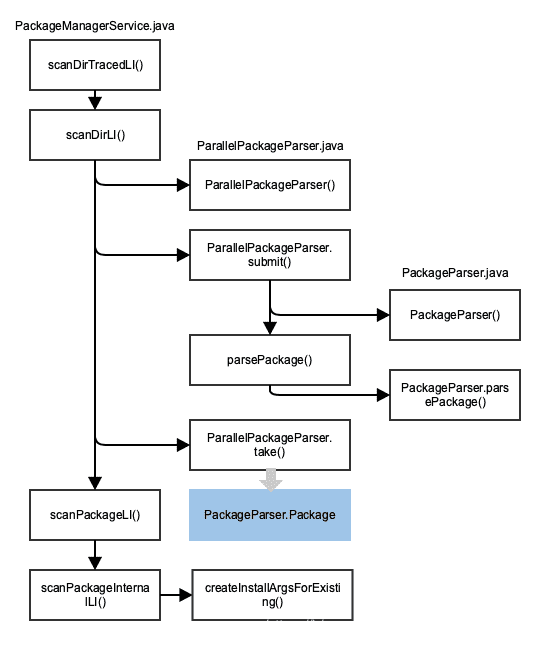 PackageManagerService.java
scanDirTracedLI()
scanDirLI()
ParallelPackageParser.java
ParallelPackageParser()
ParallelPackageParser.
submit()
PackageParser.java
PackageParser()
parsePackage()
PackageParser.pars
ePackage()
ParallelPackageParser.
take()
PackageParser.Package
scanPackageLI()
scanPackageInterna
lLI()
createInstallArgsForExisti
ng()